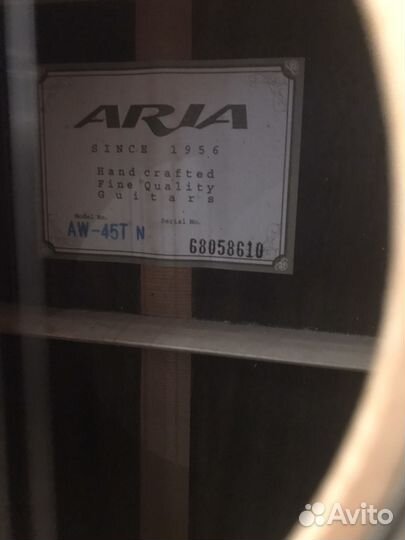 ARIA
SINCE 1956
Hand crafted
Fine Quality
Guitars
Model No. Serial No.
AW-45T N 68058610
Avito